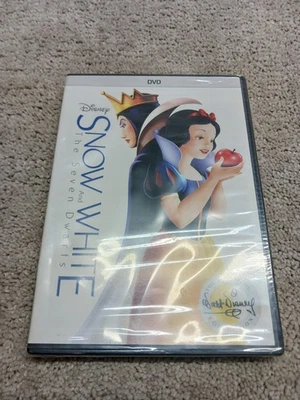 DVD
Disney
SNOW WHITE
And
The Seven Dwarfs
Walt Disney